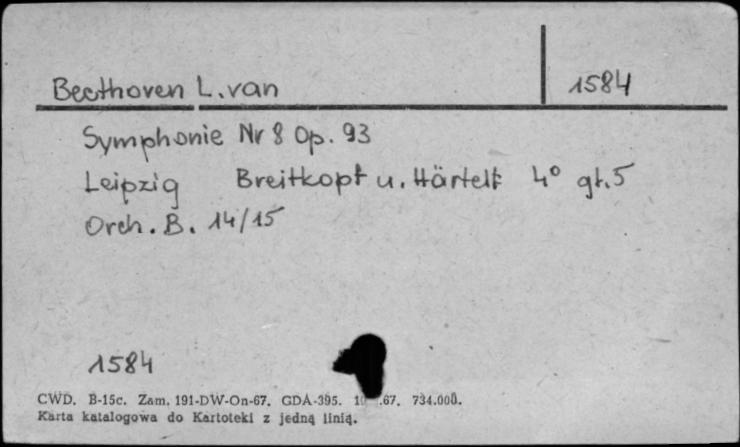 Beethoven L. van 1584
Symphonie Nr 8 Op. 93
Leipzig Breitkopf u. Härtelt 4° gł.5
Orch. B. 14/15
1584
CWD. B-15c. Zam. 191-DW-On-67. GDA-395. .67. 734.000.
Karta katalogowa do Kartoteki z jedną linią.